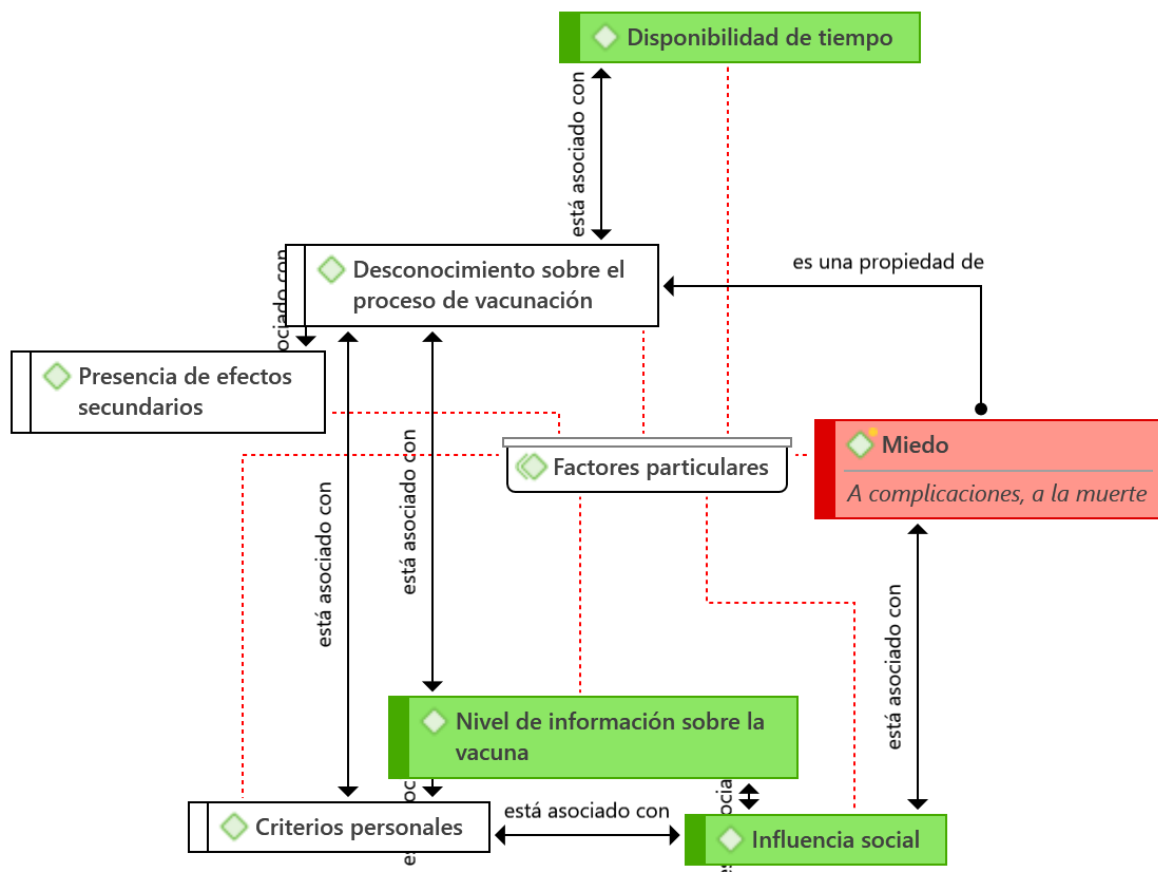 Disponibilidad de tiempo
está asociado con
es una propiedad de
Desconocimiento sobre el
proceso de vacunación
ociado con
Presencia de efectos
secundarios
Factores particulares
Miedo
A complicaciones, a la muerte
está asociado con
está asociado con
está asociado con
Nivel de información sobre la
vacuna
está asociado con
Criterios personales
Influencia social